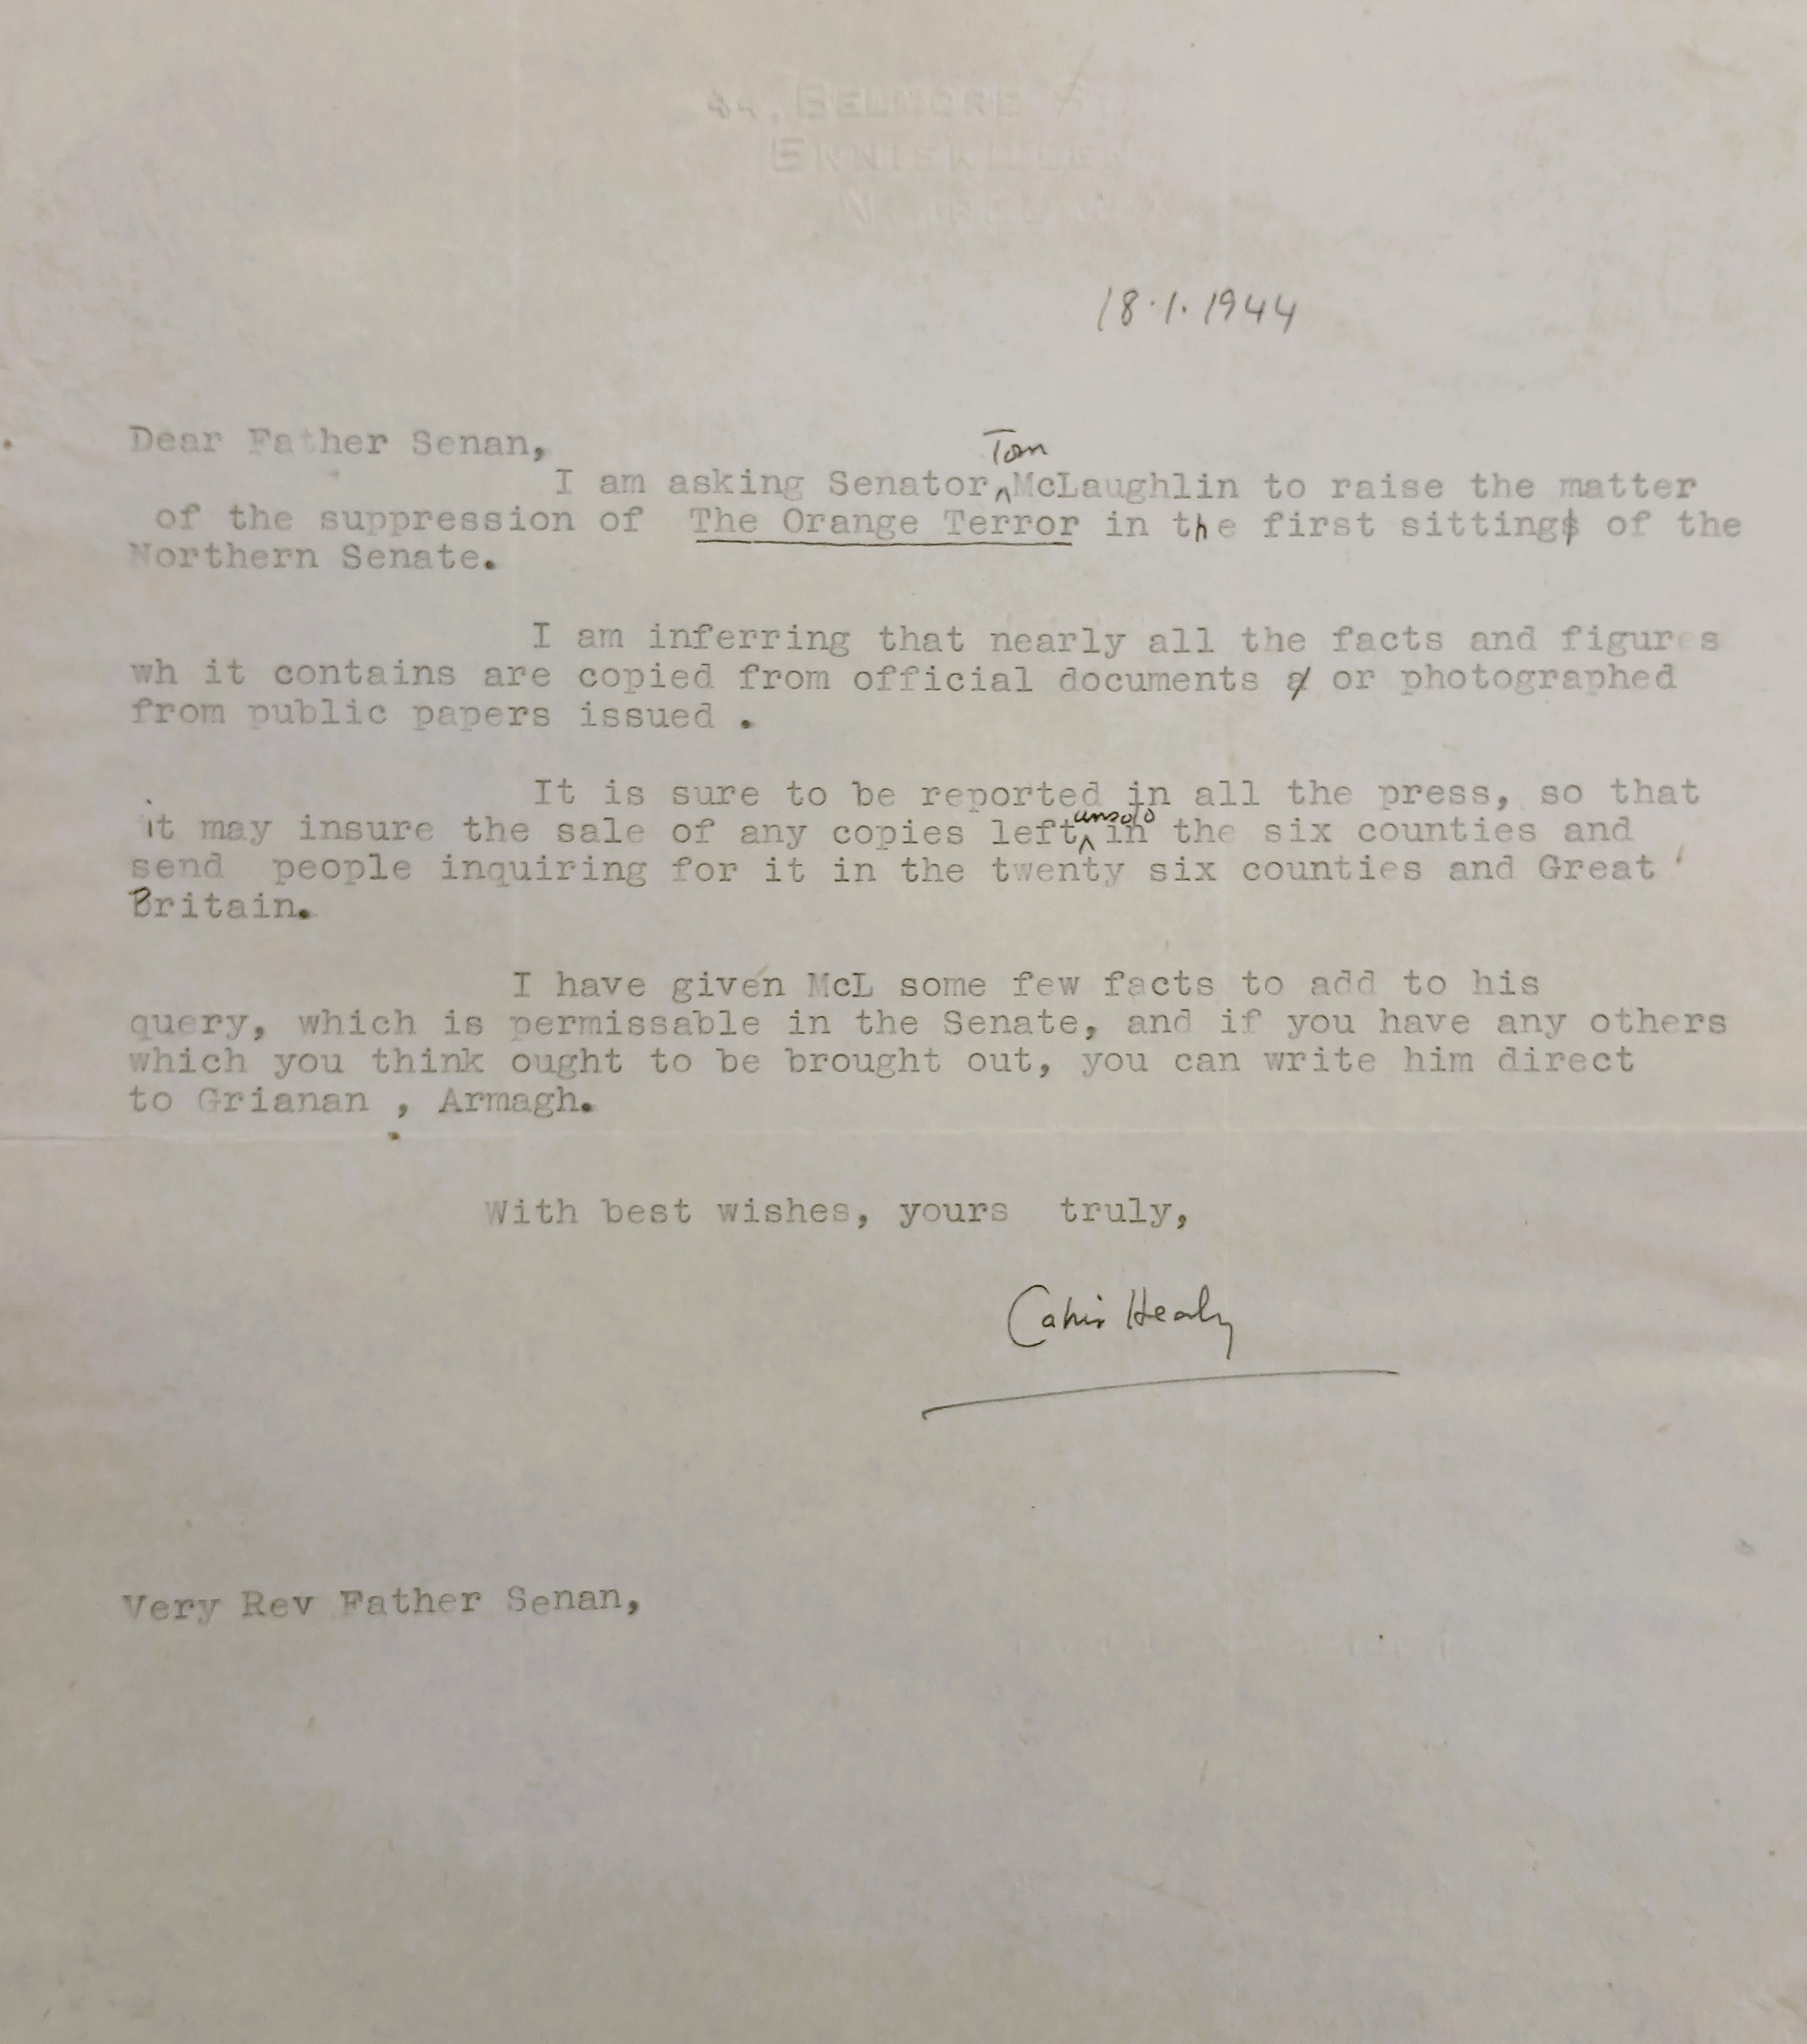 44, BELMORE ST.
ENNISKILLEN
N. IRELAND.
18.1.1944
Dear Father Senan,
Tom
I am asking Senator ^ McLaughlin to raise the matter
of the suppression of The Orange Terror in the first sitting of the
Northern Senate.
I am inferring that nearly all the facts and figures
wh it contains are copied from official documents or photographed
from public papers issued .
It is sure to be reported in all the press, so that
unsold
it may insure the sale of any copies left ^ in the six counties and
send people inquiring for it in the twenty six counties and Great
Britain.
I have given McL some few facts to add to his
query, which is permissable in the Senate, and if you have any others
which you think ought to be brought out, you can write him direct
to Grianan , Armagh.
With best wishes, yours truly,
Cahir Healy
Very Rev Father Senan,